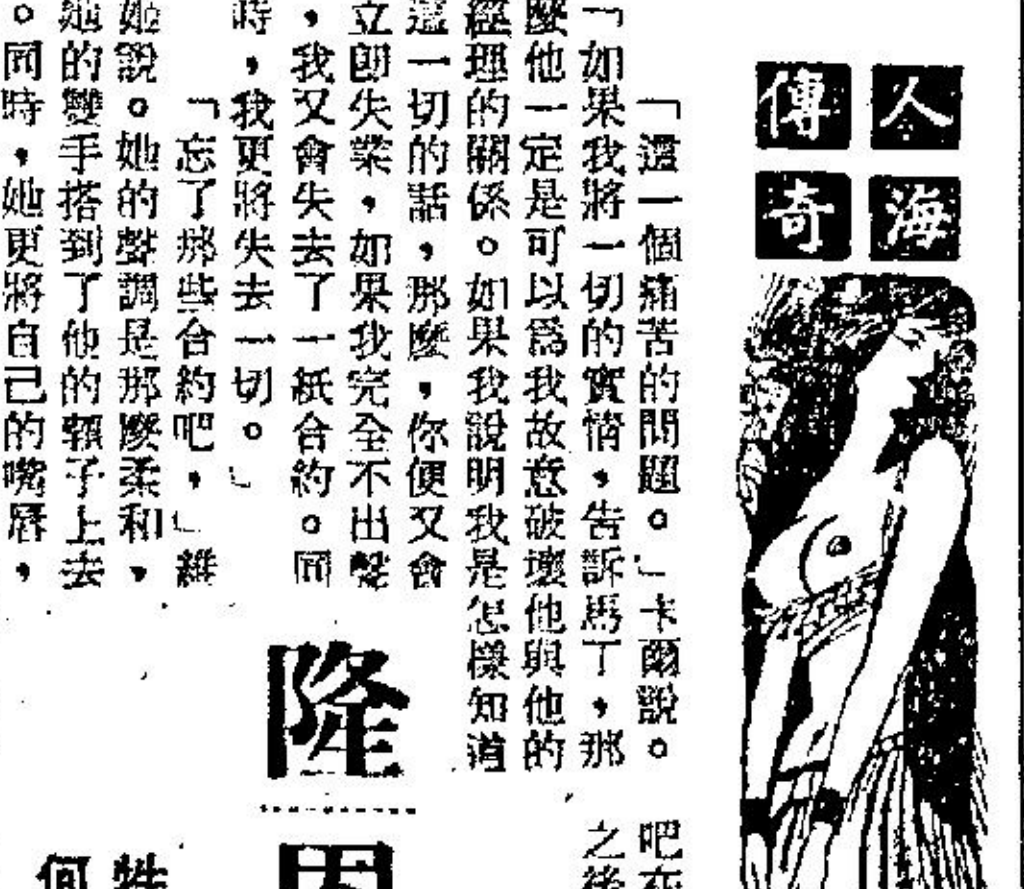 人海
傳奇
「這一個痛苦的問題。」卡爾說。
「如果我將一切的實情，告訴馬丁，那
麼他一定是可以爲我故意破壞他與他的
經理的關係。如果我說明我是怎樣知道
這一切的話，那麼，你便又會
立即失業，如果我完全不出聲
，我又會失去了一紙合約。同
時，我更將失去一切。」
「忘了那些合約吧，」維
她說。她的聲調是那麼柔和，
她的雙手搭到了他的頸子上去
。同時，她更將自己的嘴唇，
隆
吧在
之後
何